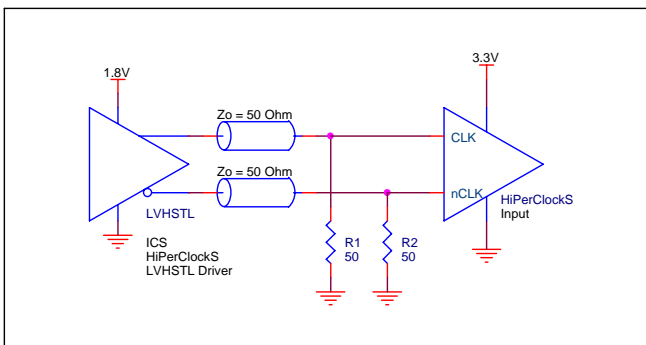 1.8V
3.3V
Zo = 50 Ohm
CLK
Zo = 50 Ohm
nCLK
LVHSTL
HiPerClockS
Input
ICS
HiPerClockS
LVHSTL Driver
R1
50
R2
50